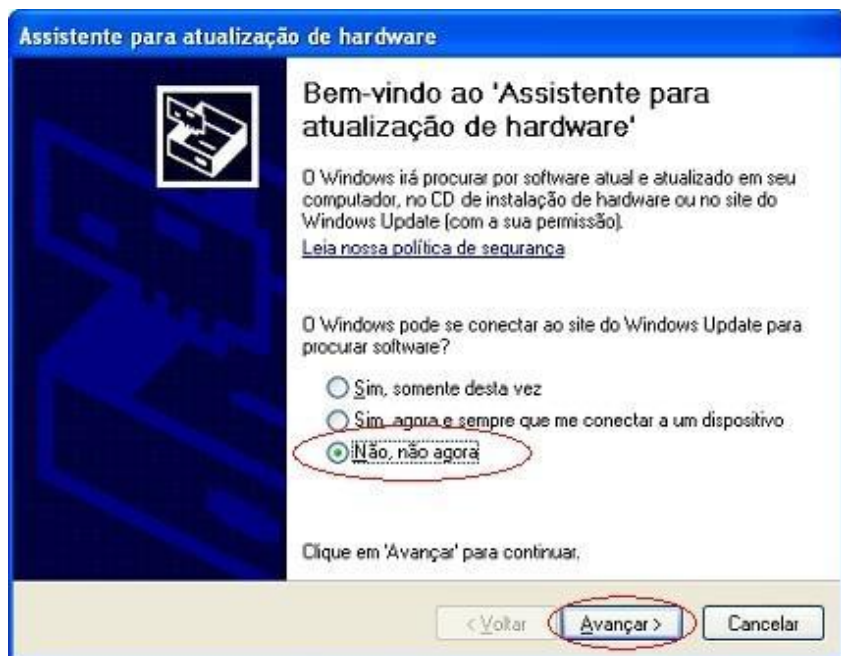 Assistente para atualização de hardware
Bem-vindo ao 'Assistente para
atualização de hardware'
O Windows irá procurar por software atual e atualizado em seu
computador, no CD de instalação de hardware ou no site do
Windows Update (com a sua permissão).
Leia nossa política de segurança
O Windows pode se conectar ao site do Windows Update para
procurar software?
Sim, somente desta vez
Sim, agora e sempre que me conectar a um dispositivo
Não, não agora
Clique em 'Avançar' para continuar.
< Voltar Avançar > Cancelar